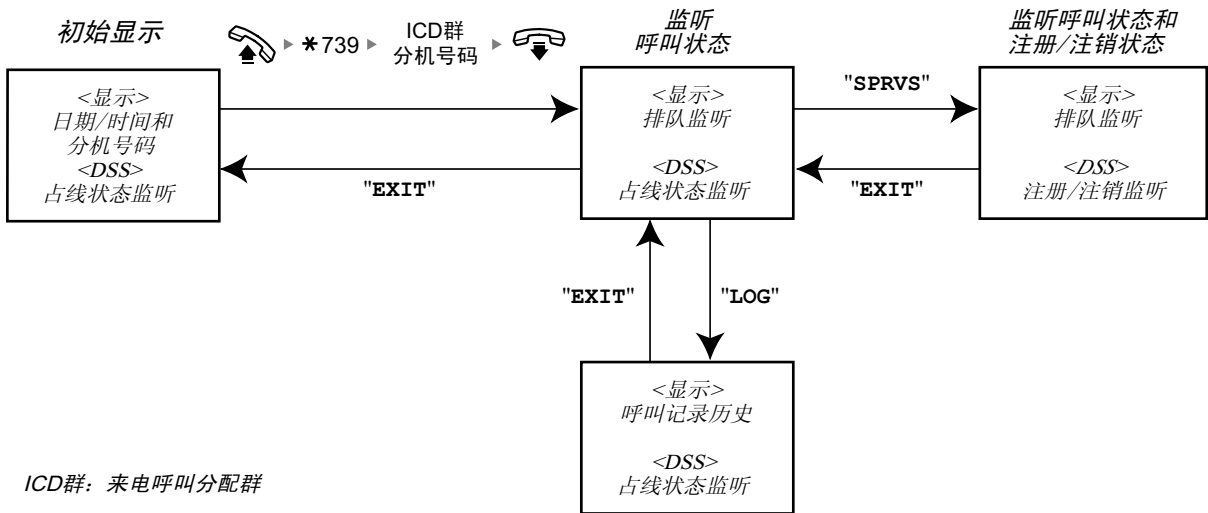 初始显示
*739
ICD群
分机号码
监听
呼叫状态
监听呼叫状态和
注册/注销状态
<显示>
日期/时间和
分机号码
<DSS>
占线状态监听
"EXIT"
<显示>
排队监听
<DSS>
占线状态监听
"SPRVS"
"EXIT"
<显示>
排队监听
<DSS>
注册/注销监听
"EXIT"
"LOG"
<显示>
呼叫记录历史
<DSS>
占线状态监听
ICD群：来电呼叫分配群